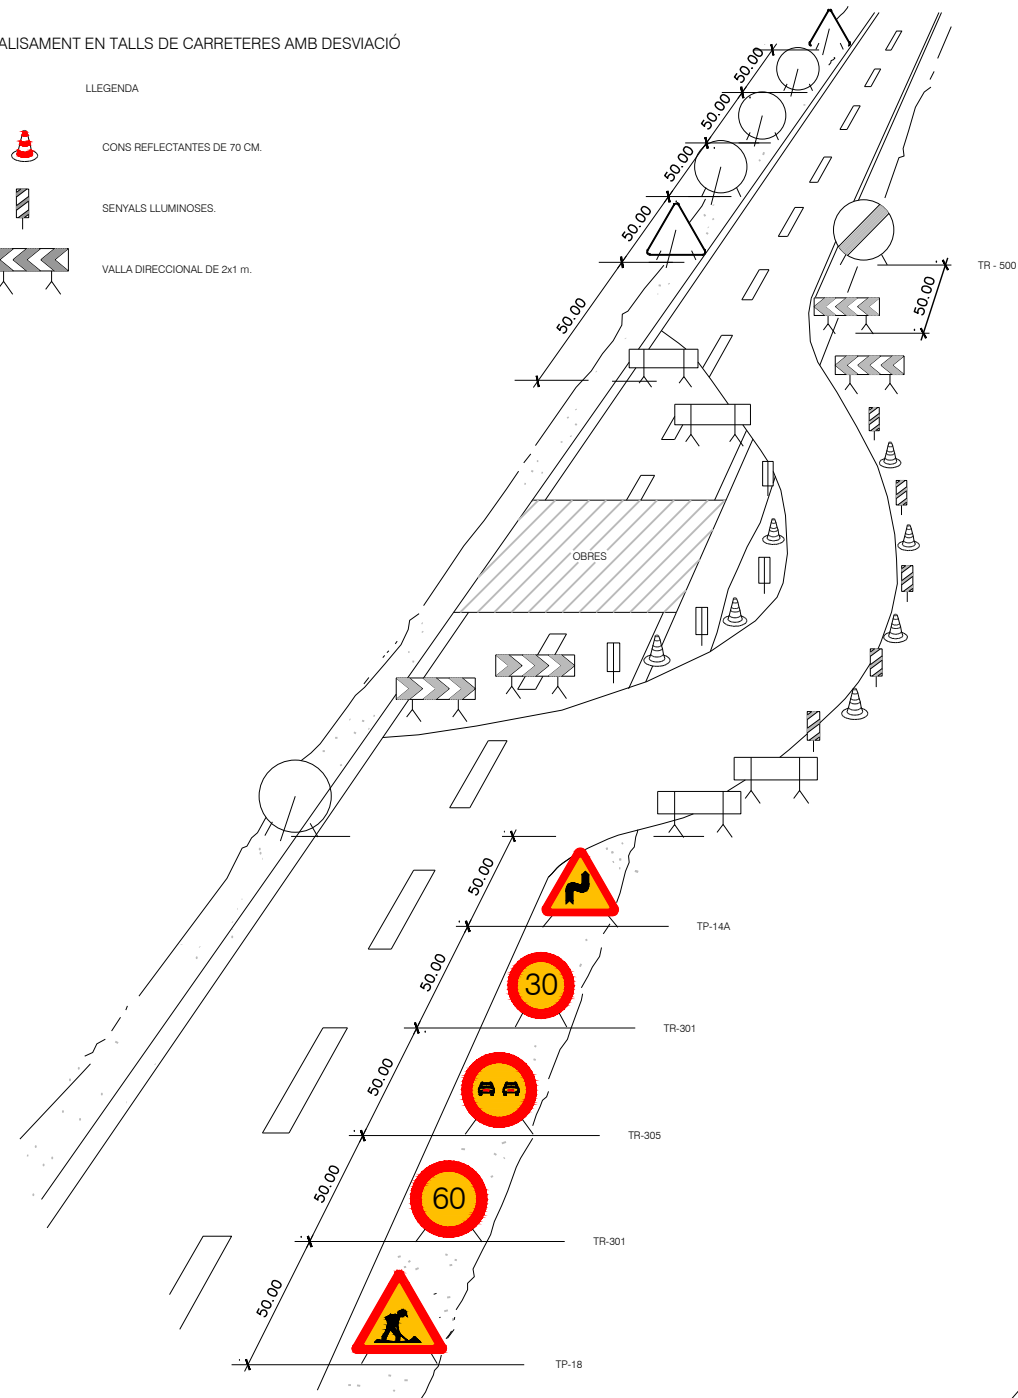 ALISAMENT EN TALLS DE CARRETERES AMB DESVIACIÓ
LLEGENDA
CONS REFLECTANTES DE 70 CM.
SENYALS LLUMINOSES.
VALLA DIRECCIONAL DE 2x1 m.
50.00
50.00
50.00
50.00
50.00
TR - 500
50.00
OBRES
50.00
TP-14A
30
50.00
TR-301
50.00
TR-305
50.00
60
TR-301
50.00
TP-18